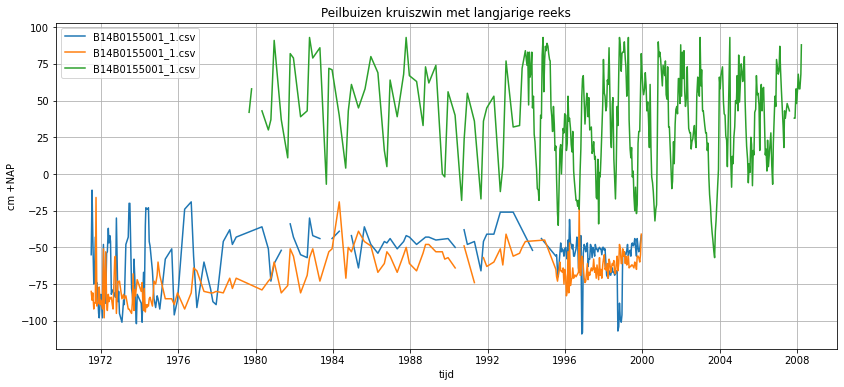 Peilbuizen kruiszwin met langjarige reeks
B14B0155001_1.csv
B14B0155001_1.csv
B14B0155001_1.csv
100
75
50
25
0
−25
−50
−75
−100
cm +NAP
1972 1976 1980 1984 1988 1992 1996 2000 2004 2008
tijd